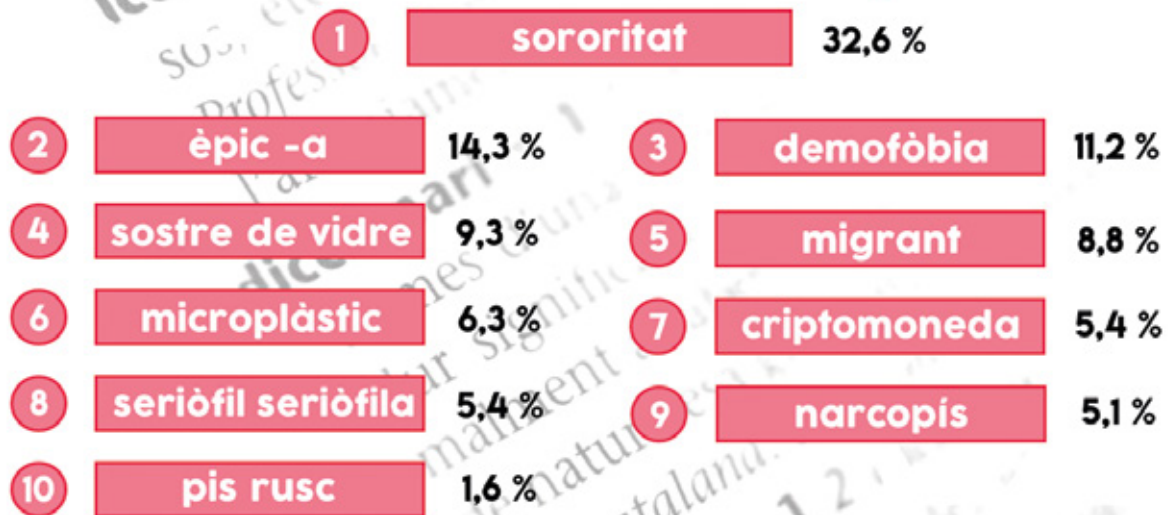 1 sororitat 32,6 %
2 èpic -a 14,3 % 3 demofòbia 11,2 %
4 sostre de vidre 9,3 % 5 migrant 8,8 %
6 microplàstic 6,3 % 7 criptomoneda 5,4 %
8 seriòfil seriòfila 5,4 % 9 narcopís 5,1 %
10 pis rusc 1,6 %